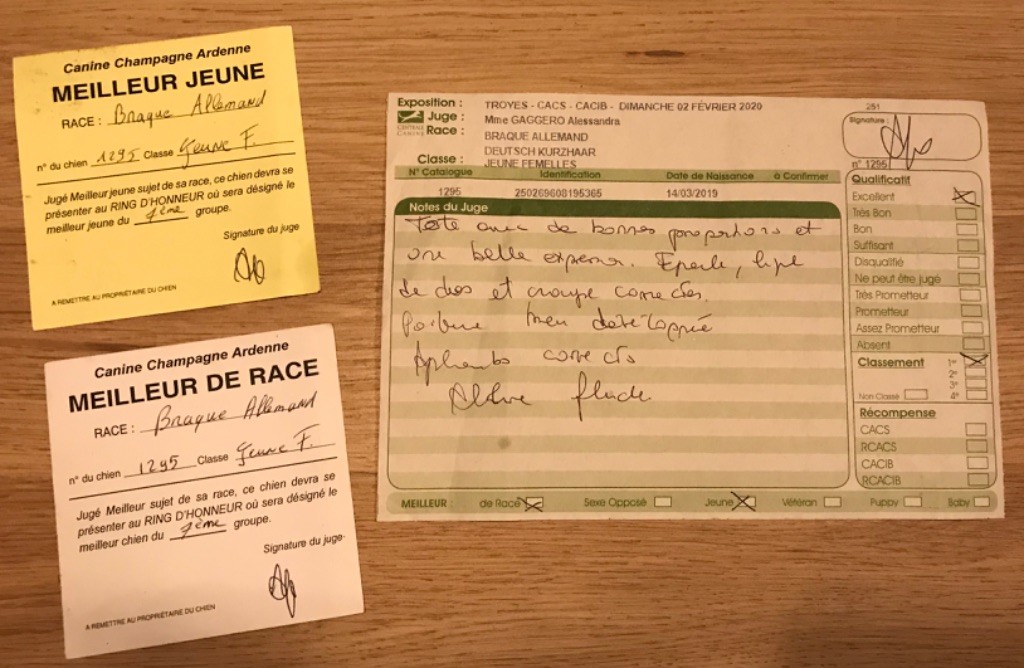 Canine Champagne Ardenne
MEILLEUR JEUNE
RACE : Braque Allemand
n° du chien 1295 Classe Jeune F.
Jugé Meilleur jeune sujet de sa race, ce chien devra se
présenter au RING D'HONNEUR où sera désigné le
meilleur jeune du 7ème groupe.
Signature du juge
A REMETTRE AU PROPRIÉTAIRE DU CHIEN
Canine Champagne Ardenne
MEILLEUR DE RACE
RACE : Braque Allemand
n° du chien 1295 Classe Jeune F.
Jugé Meilleur sujet de sa race, ce chien devra se
présenter au RING D'HONNEUR où sera désigné le
meilleur chien du 7ème groupe.
Signature du juge
A REMETTRE AU PROPRIÉTAIRE DU CHIEN
Exposition : TROYES - CACS - CACIB - DIMANCHE 02 FÉVRIER 2020
251
Juge : Mme GAGGERO Alessandra
CENTRALE CANINE
Race : BRAQUE ALLEMAND
DEUTSCH KURZHAAR
Classe : JEUNE FEMELLES
Signature :
n° 1295
N° Catalogue Identification Date de Naissance à Confirmer
1295 250269608195365 14/03/2019
Notes du Juge
Tête avec de bonnes proportions et
une belle expression. Epaule, ligne
de dos et croupe correctes.
Poitrine bien développée
Aplombs corrects
Allure fluide
Qualificatif
Excellent
Très Bon
Bon
Suffisant
Disqualifié
Ne peut être jugé
Très Prometteur
Prometteur
Assez Prometteur
Absent
Classement 1er
2e
3e
Non Classé 4e
Récompense
CACS
RCACS
CACIB
RCACIB
MEILLEUR de Race Sexe Opposé Jeune Vétéran Puppy Baby